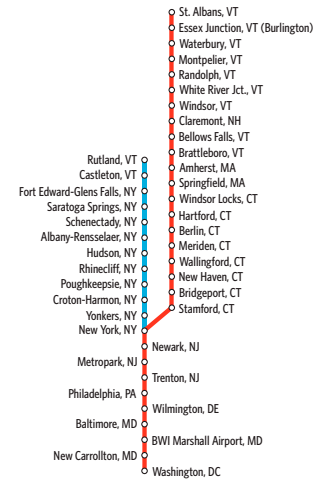 St. Albans, VT
Essex Junction, VT (Burlington)
Waterbury, VT
Montpelier, VT
Randolph, VT
White River Jct., VT
Windsor, VT
Claremont, NH
Bellows Falls, VT
Brattleboro, VT
Amherst, MA
Springfield, MA
Windsor Locks, CT
Hartford, CT
Berlin, CT
Meriden, CT
Wallingford, CT
New Haven, CT
Bridgeport, CT
Stamford, CT
Rutland, VT
Castleton, VT
Fort Edward-Glens Falls, NY
Saratoga Springs, NY
Schenectady, NY
Albany-Rensselaer, NY
Hudson, NY
Rhinecliff, NY
Poughkeepsie, NY
Croton-Harmon, NY
Yonkers, NY
New York, NY
Newark, NJ
Metropark, NJ
Trenton, NJ
Philadelphia, PA
Wilmington, DE
Baltimore, MD
BWI Marshall Airport, MD
New Carrollton, MD
Washington, DC